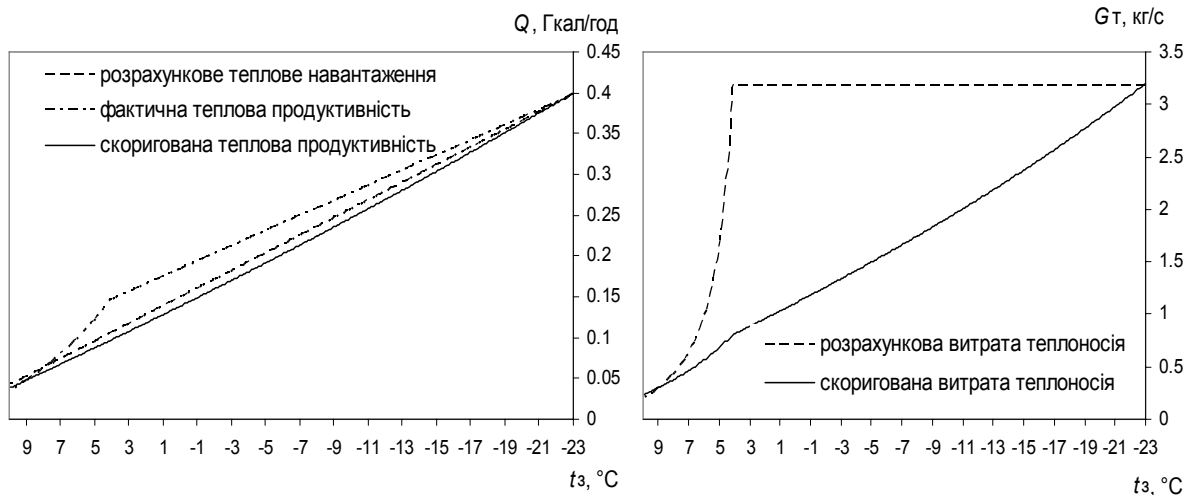 Q, Гкал/год
0.45
0.4
0.35
0.3
0.25
0.2
0.15
0.1
0.05
0
розрахункове теплове навантаження
фактична теплова продуктивність
скоригована теплова продуктивність
9 7 5 3 1 -1 -3 -5 -7 -9 -11 -13 -15 -17 -19 -21 -23
tз, °C
Gт, кг/с
3.5
3
2.5
2
1.5
1
0.5
0
розрахункова витрата теплоносія
скоригована витрата теплоносія
9 7 5 3 1 -1 -3 -5 -7 -9 -11 -13 -15 -17 -19 -21 -23
tз, °C